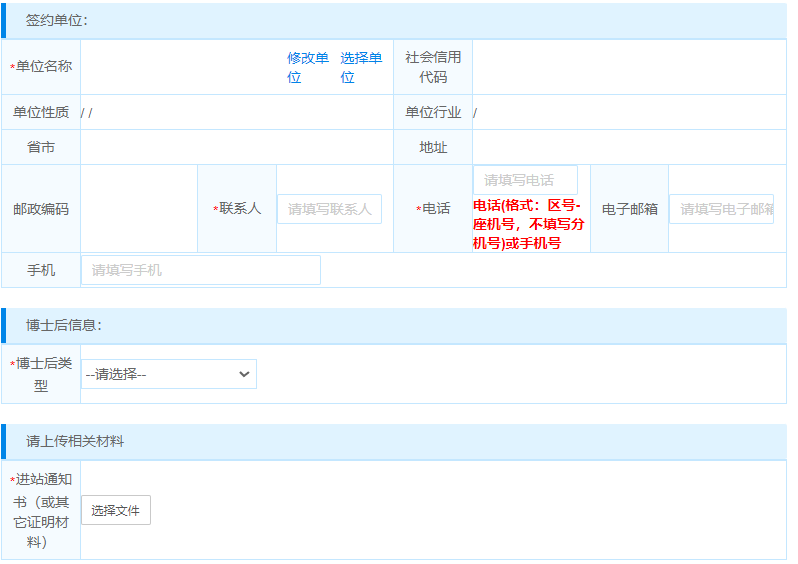 签约单位：
*单位名称
修改单
位
选择单
位
社会信用
代码
单位性质
/ /
单位行业
/
省市
地址
邮政编码
*联系人
请填写联系人
*电话
请填写电话
电话(格式：区号-
座机号，不填写分
机号)或手机号
电子邮箱
请填写电子邮箱
手机
请填写手机
博士后信息：
*博士后类
型
--请选择--
请上传相关材料
*进站通知
书（或其
它证明材
料）
选择文件